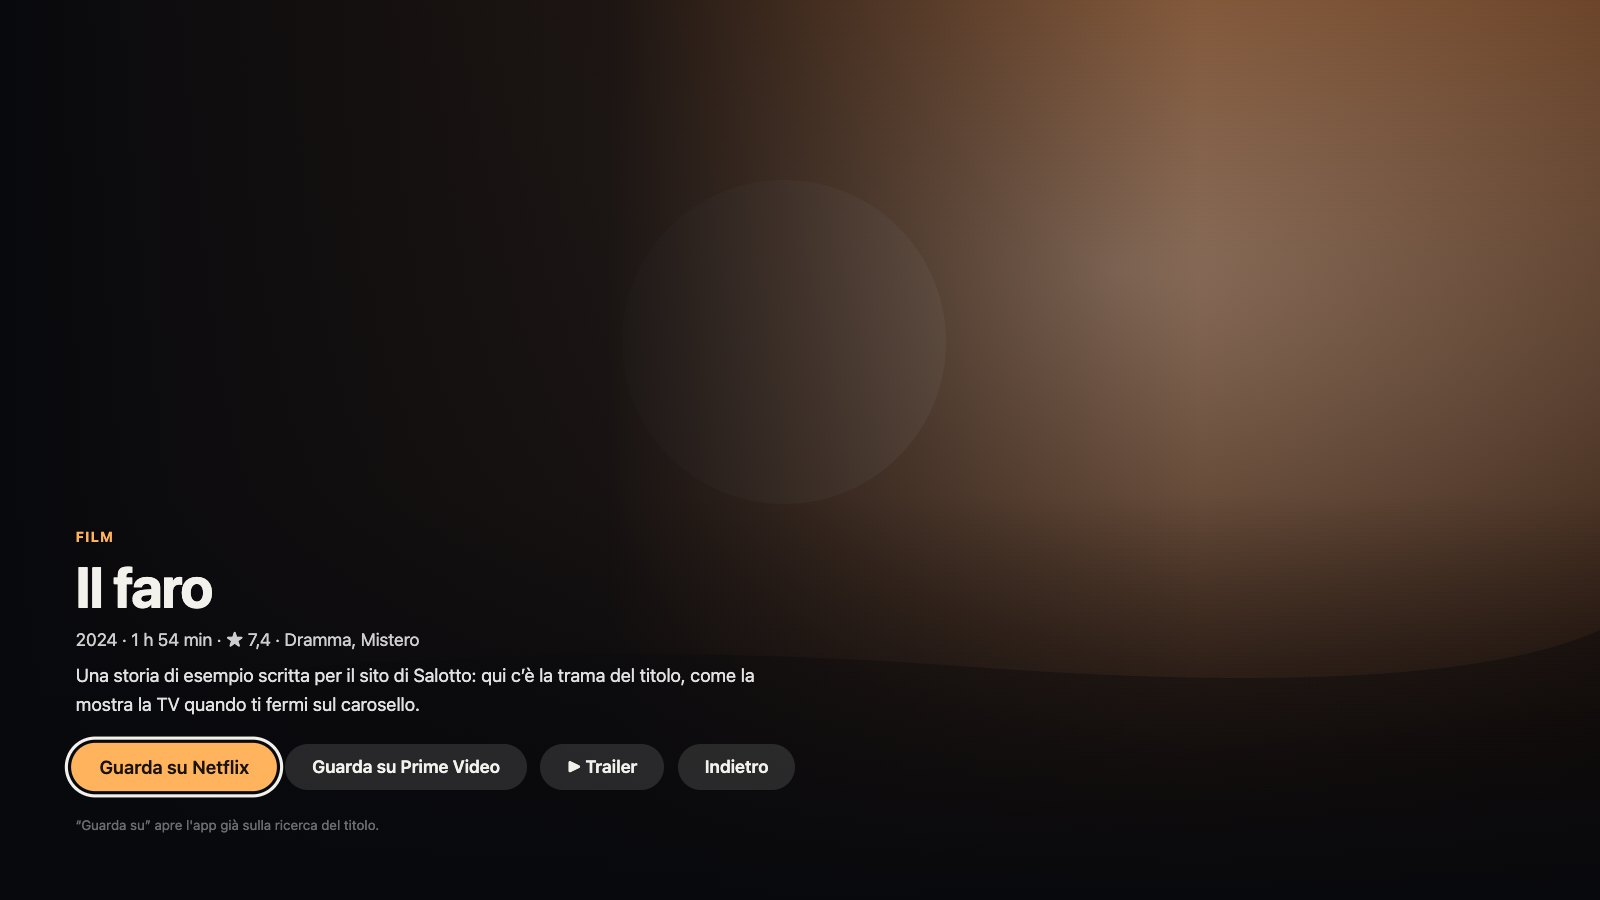 FILM
Il faro
2024 · 1 h 54 min · ★ 7,4 · Dramma, Mistero
Una storia di esempio scritta per il sito di Salotto: qui c’è la trama del titolo, come la
mostra la TV quando ti fermi sul carosello.
Guarda su Netflix
Guarda su Prime Video
▶ Trailer
Indietro
“Guarda su” apre l'app già sulla ricerca del titolo.